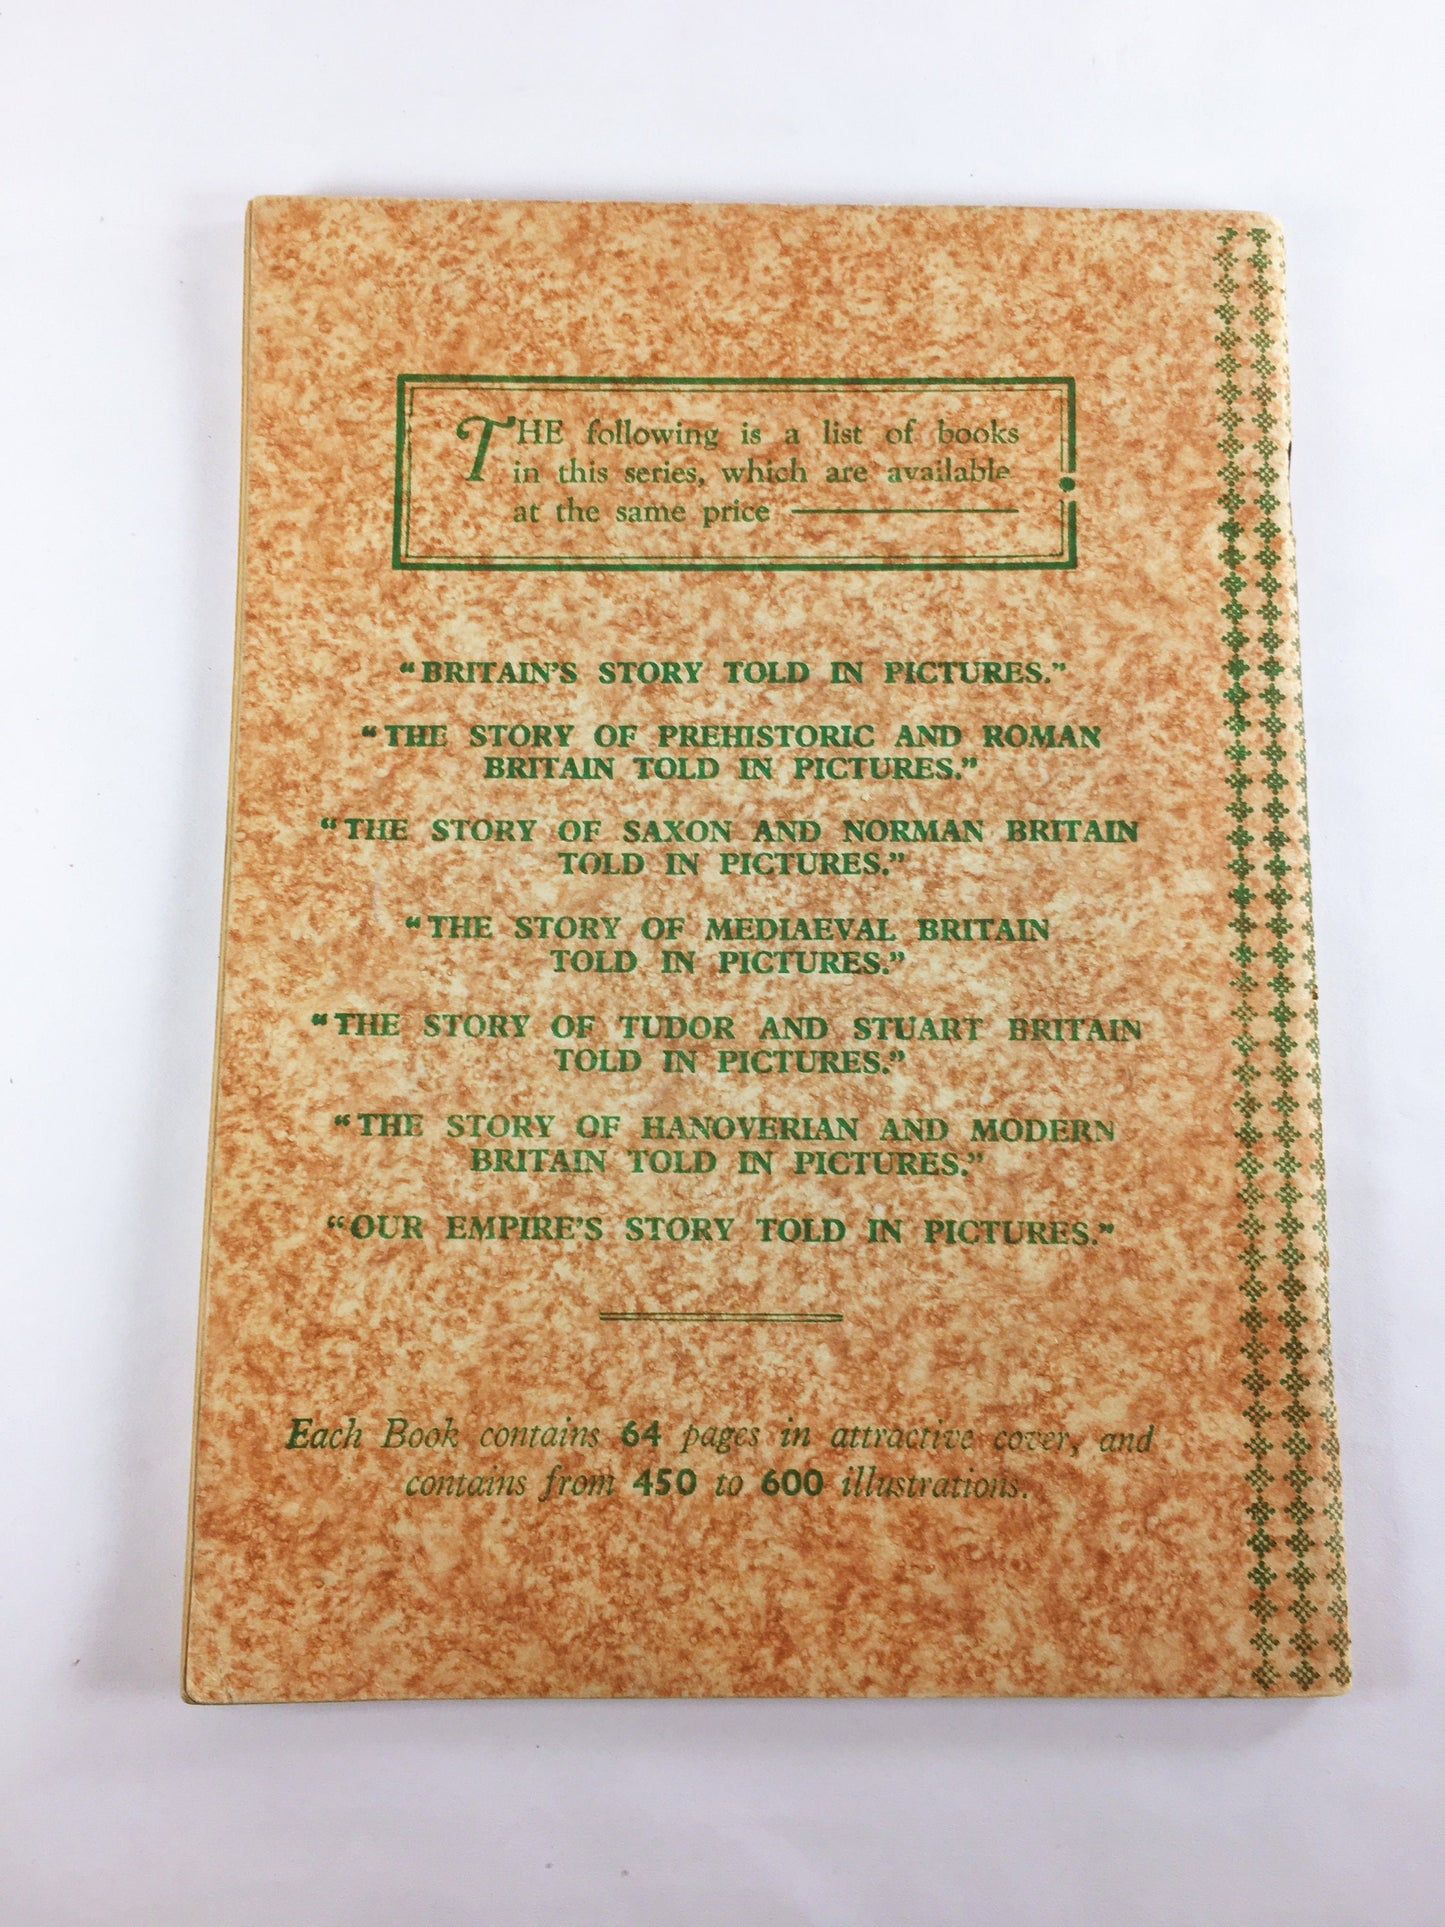 THE following is a list of books
in this series, which are available
at the same price
"BRITAIN'S STORY TOLD IN PICTURES."
"THE STORY OF PREHISTORIC AND ROMAN
BRITAIN TOLD IN PICTURES."
"THE STORY OF SAXON AND NORMAN BRITAIN
TOLD IN PICTURES."
"THE STORY OF MEDIAEVAL BRITAIN
TOLD IN PICTURES."
"THE STORY OF TUDOR AND STUART BRITAIN
TOLD IN PICTURES."
"THE STORY OF HANOVERIAN AND MODERN
BRITAIN TOLD IN PICTURES."
"OUR EMPIRE'S STORY TOLD IN PICTURES."
Each Book contains 64 pages in attractive cover, and
contains from 450 to 600 illustrations.